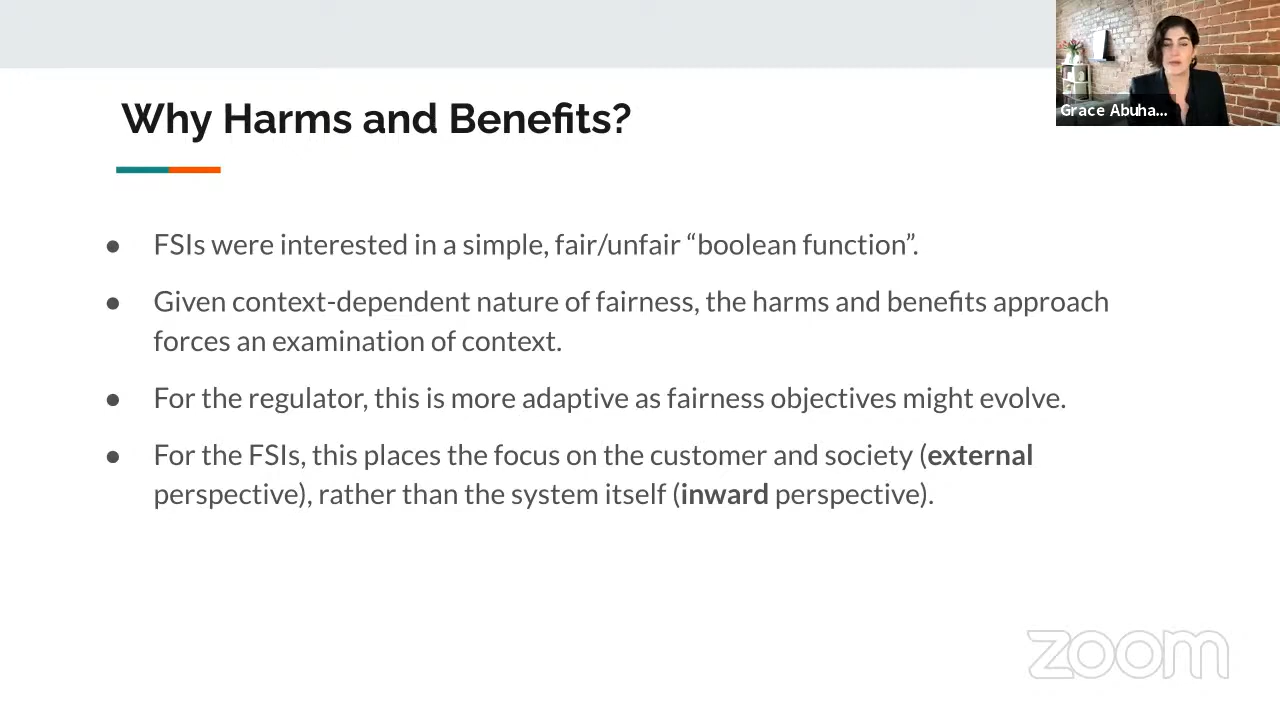 Why Harms and Benefits?
Grace Abuha...
● FSIs were interested in a simple, fair/unfair “boolean function”.
● Given context-dependent nature of fairness, the harms and benefits approach
forces an examination of context.
● For the regulator, this is more adaptive as fairness objectives might evolve.
● For the FSIs, this places the focus on the customer and society (external
perspective), rather than the system itself (inward perspective).
zoom